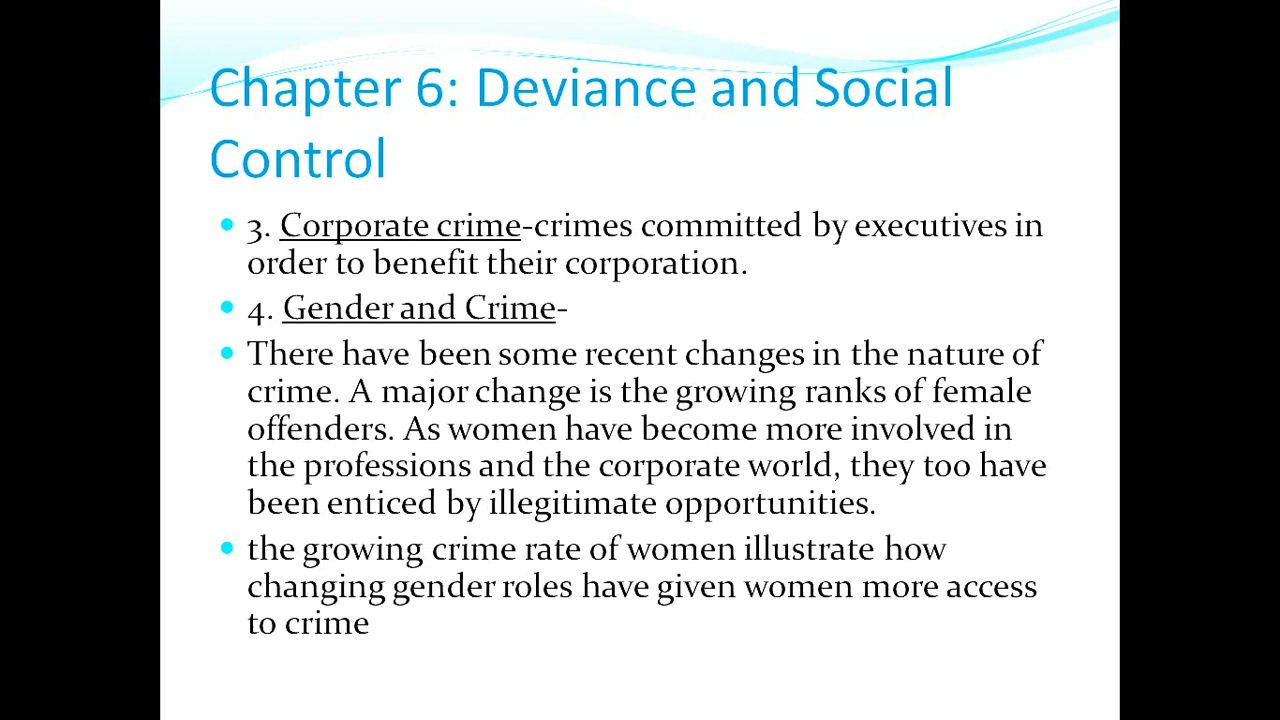 Chapter 6: Deviance and Social
Control
• 3. Corporate crime-crimes committed by executives in
order to benefit their corporation.
• 4. Gender and Crime-
• There have been some recent changes in the nature of
crime. A major change is the growing ranks of female
offenders. As women have become more involved in
the professions and the corporate world, they too have
been enticed by illegitimate opportunities.
• the growing crime rate of women illustrate how
changing gender roles have given women more access
to crime